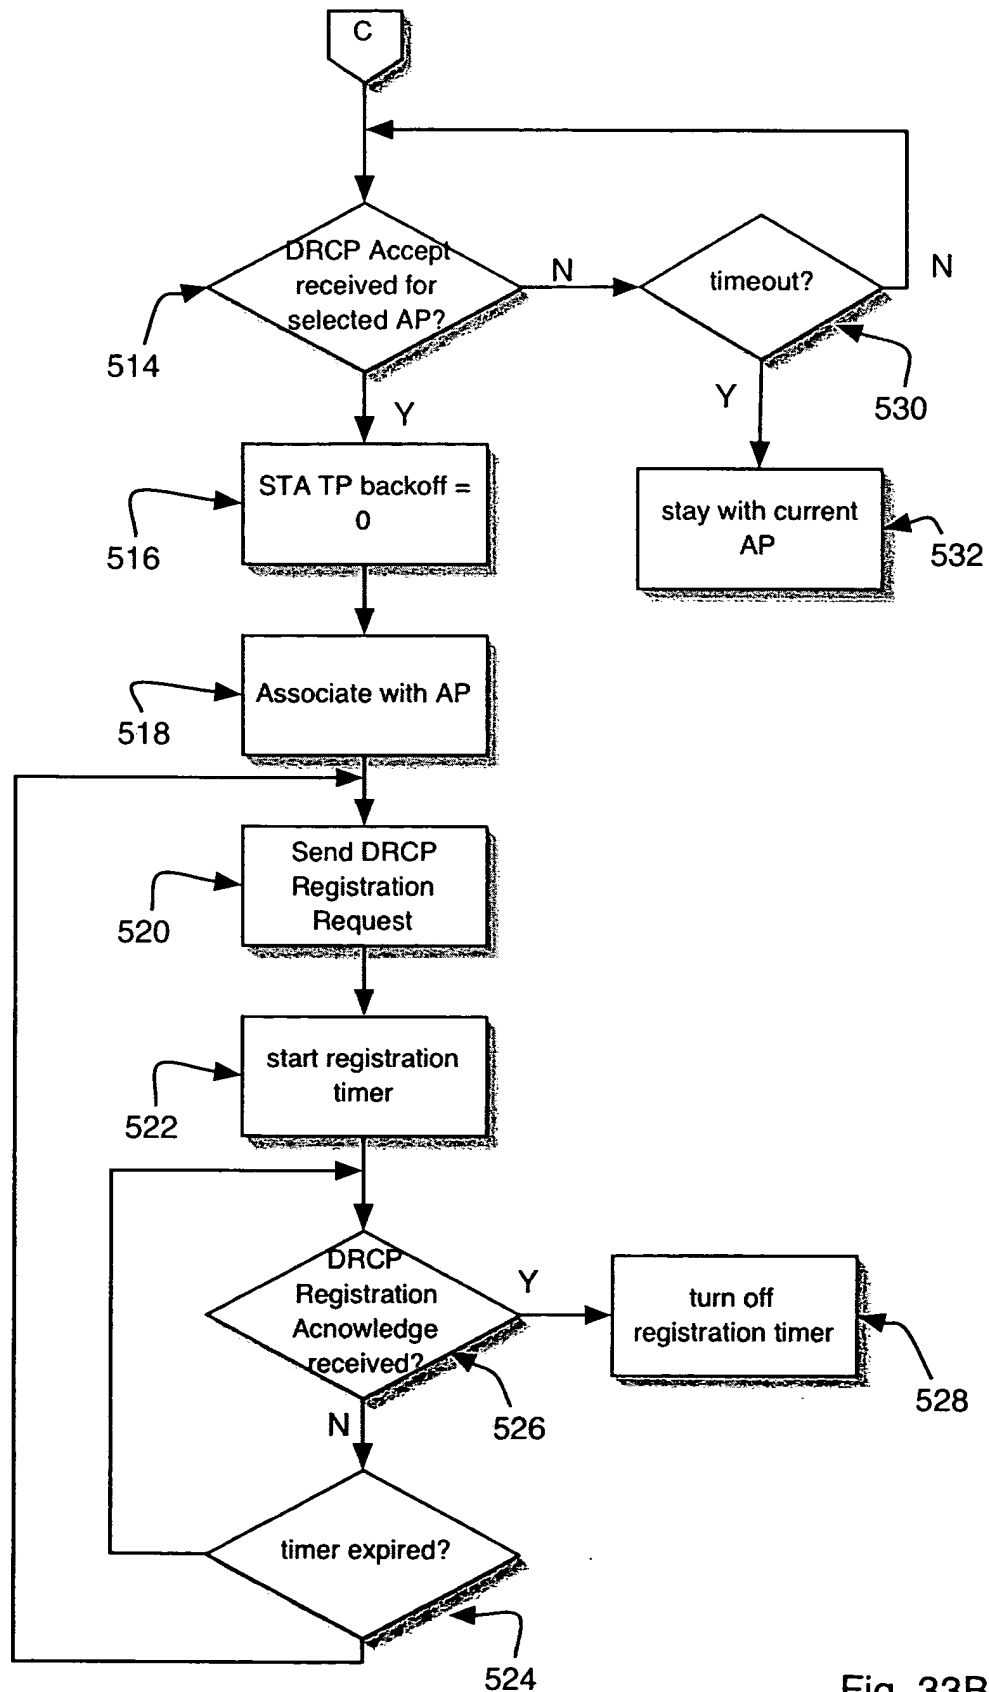 C
DRCP Accept
received for
selected AP?
N
timeout?
N
514
530
Y
Y
STA TP backoff =
0
516
stay with current
AP
532
Associate with AP
518
Send DRCP
Registration
Request
520
start registration
timer
522
DRCP
Registration
Acnowledge
received?
Y
turn off
registration timer
528
526
N
timer expired?
524
Fig. 33B